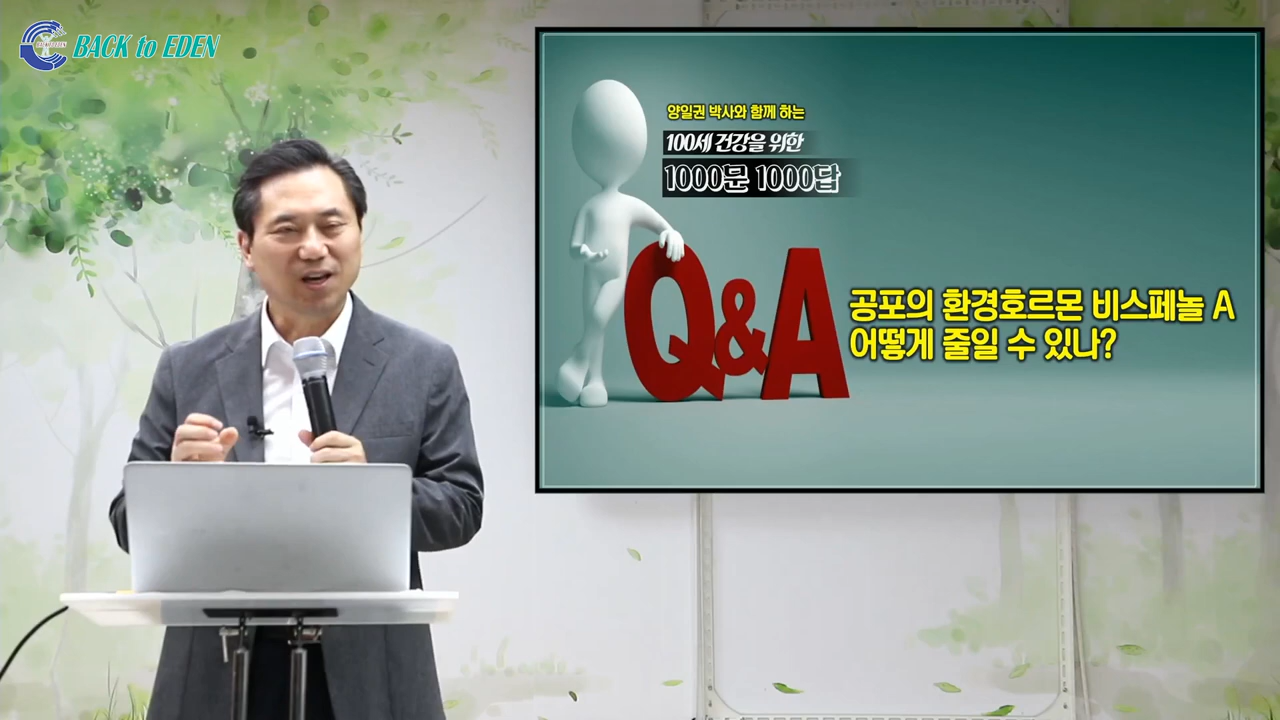 BACK to EDEN
양일권 박사와 함께 하는
100세 건강을 위한
1000문 1000답
Q&A
공포의 환경호르몬 비스페놀 A
어떻게 줄일 수 있나?